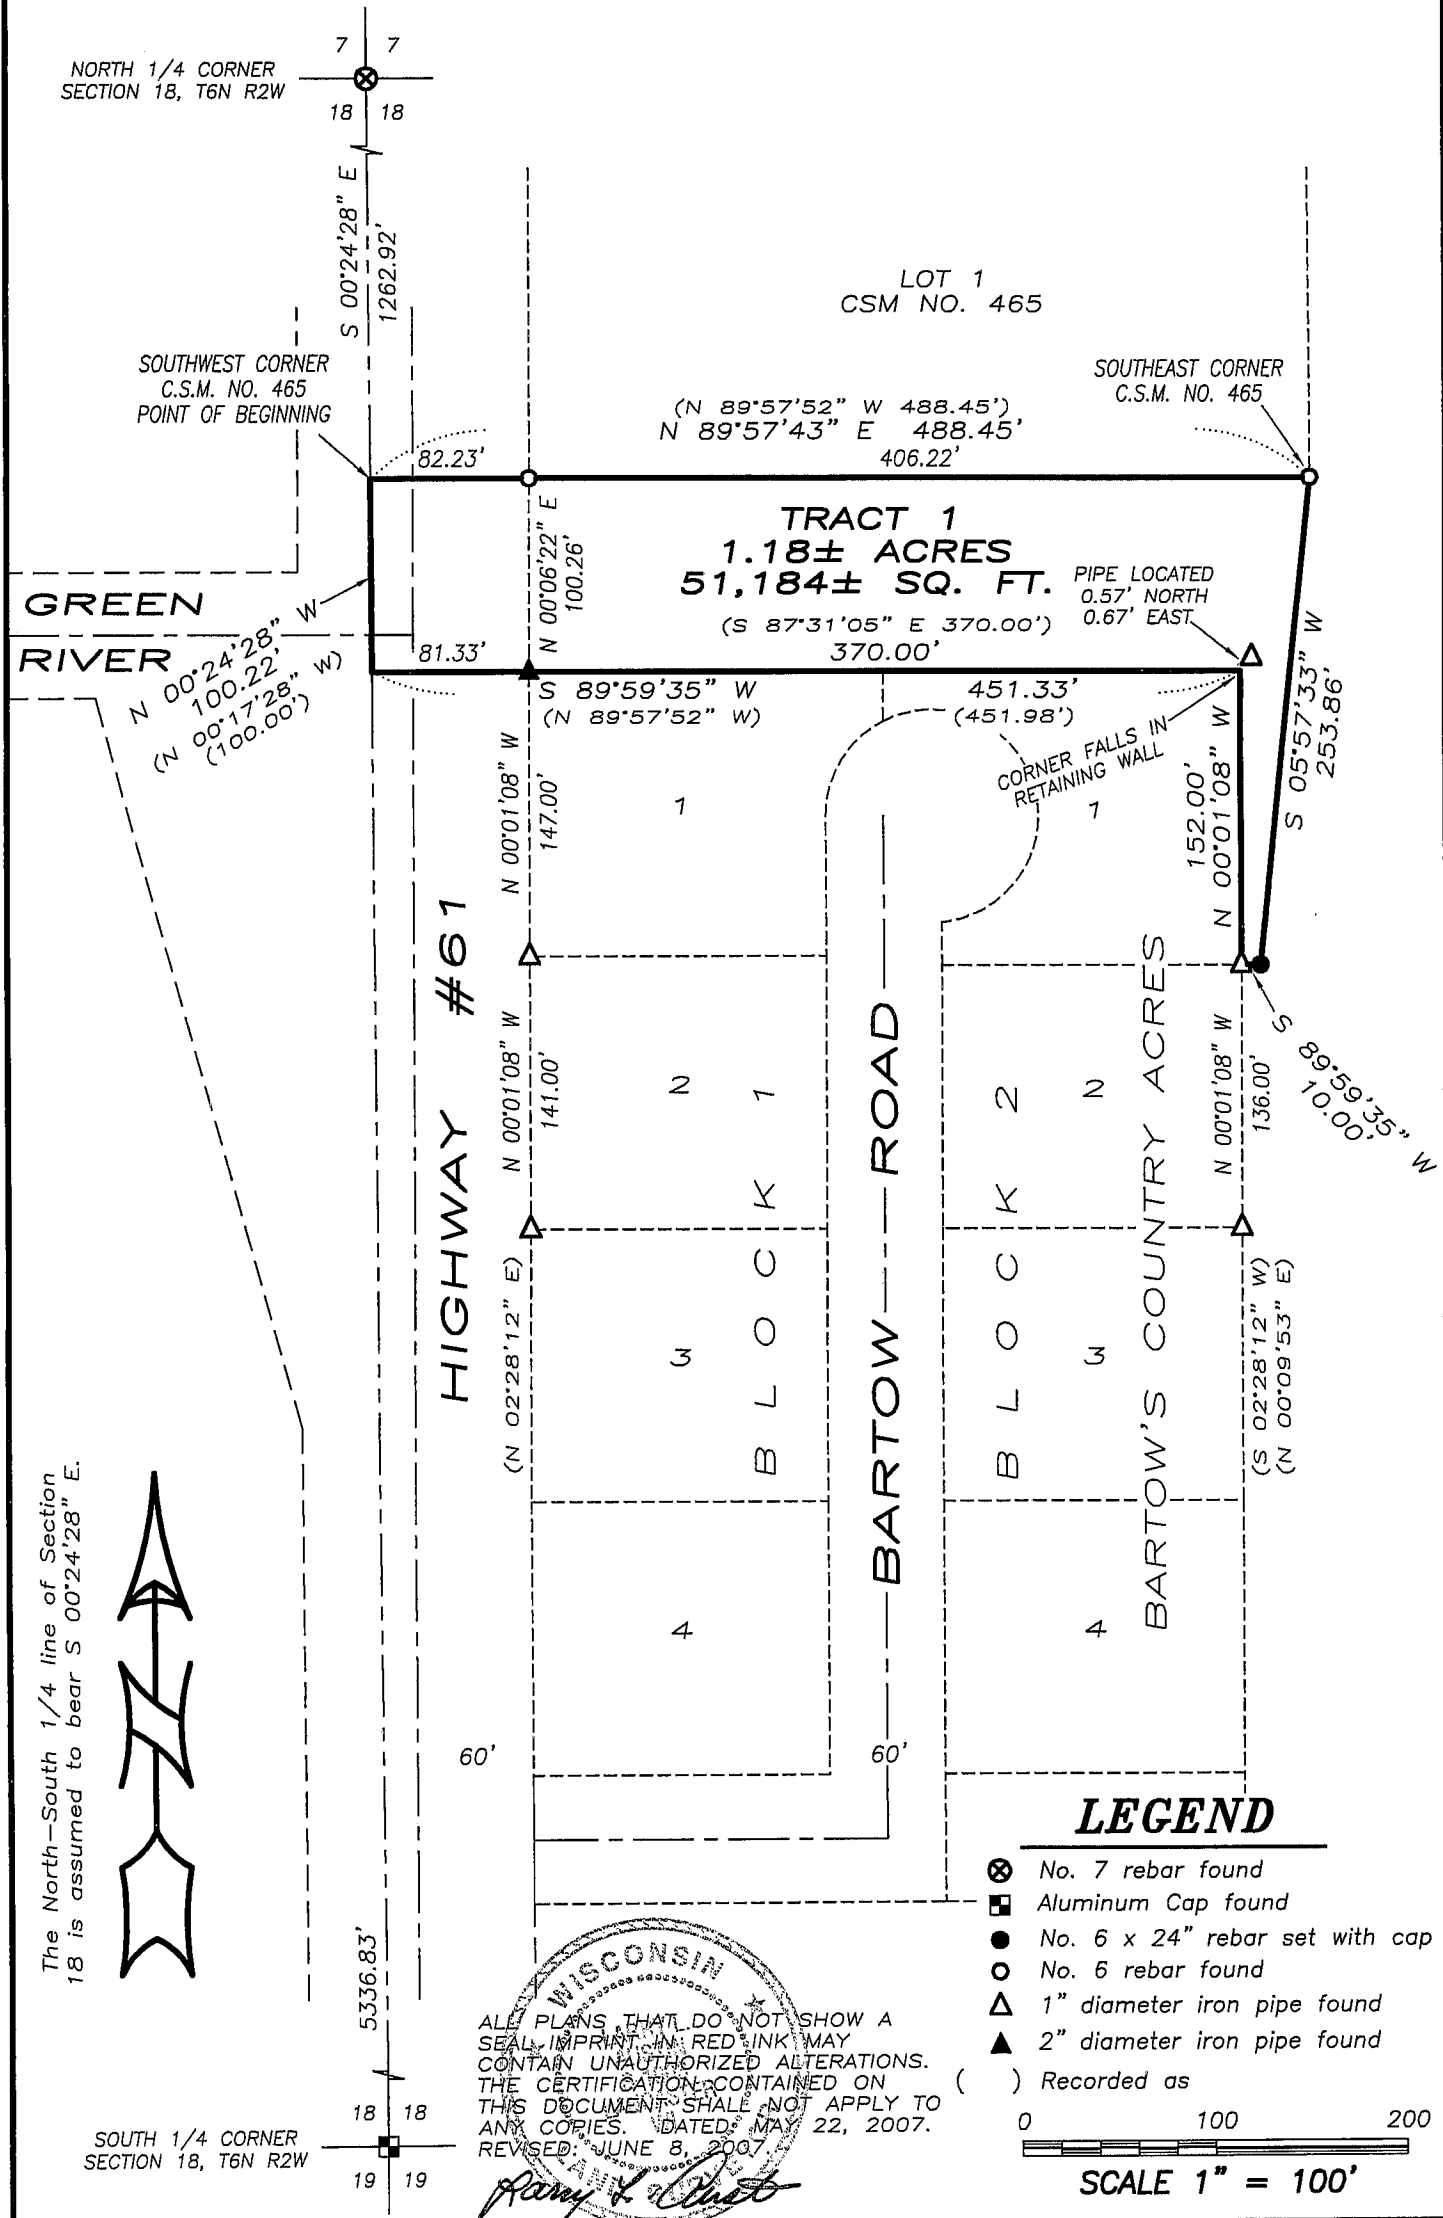 7 7
NORTH 1/4 CORNER
SECTION 18, T6N R2W
18 18
S 00°24'28" E
1262.92'
LOT 1
CSM NO. 465
SOUTHWEST CORNER
C.S.M. NO. 465
POINT OF BEGINNING
SOUTHEAST CORNER
C.S.M. NO. 465
(N 89°57'52" W 488.45')
N 89°57'43" E 488.45'
82.23'
406.22'
N 00°06'22" E
100.26'
TRACT 1
1.18± ACRES
51,184± SQ. FT.
PIPE LOCATED
0.57' NORTH
0.67' EAST
(S 87°31'05" E 370.00')
370.00'
81.33'
GREEN
RIVER
N 00°24'28" W
100.22'
(N 00°17'28" W)
(100.00')
S 89°59'35" W
(N 89°57'52" W)
451.33'
(451.98')
CORNER FALLS IN
RETAINING WALL
S 05°57'33" W
253.86'
152.00'
N 00°01'08" W
N 00°01'08" W
147.00'
1
1
HIGHWAY #61
N 00°01'08" W
141.00'
2
BLOCK 1
BARTOW ROAD
BLOCK 2
2
BARTOW'S COUNTRY ACRES
N 00°01'08" W
136.00'
S 89°59'35" W
10.00'
(N 02°28'12" E)
3
3
(S 02°28'12" W)
(N 00°09'53" E)
The North-South 1/4 line of Section
18 is assumed to bear S 00°24'28" E.
4
4
60'
60'
LEGEND
No. 7 rebar found
Aluminum Cap found
No. 6 x 24" rebar set with cap
No. 6 rebar found
1" diameter iron pipe found
2" diameter iron pipe found
( ) Recorded as
0 100 200
SCALE 1" = 100'
5336.83'
WISCONSIN
ALL PLANS THAT DO NOT SHOW A
SEAL IMPRINT IN RED INK MAY
CONTAIN UNAUTHORIZED ALTERATIONS.
THE CERTIFICATION CONTAINED ON
THIS DOCUMENT SHALL NOT APPLY TO
ANY COPIES. DATED: MAY 22, 2007.
REVISED: JUNE 8, 2007.
18 18
SOUTH 1/4 CORNER
SECTION 18, T6N R2W
19 19